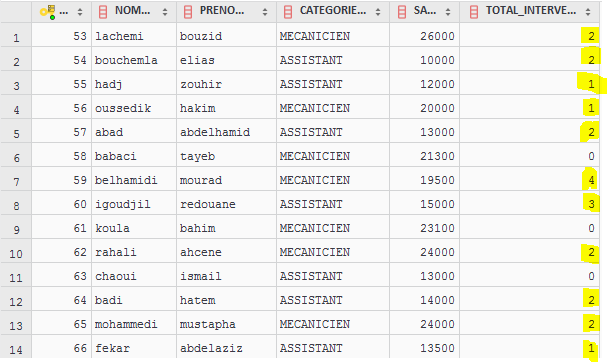 ... NOM... PRENO... CATEGORIE... SA... TOTAL_INTERVE...
1 53 lachemi bouzid MECANICIEN 26000 2
2 54 bouchemla elias ASSISTANT 10000 2
3 55 hadj zouhir ASSISTANT 12000 1
4 56 oussedik hakim MECANICIEN 20000 1
5 57 abad abdelhamid ASSISTANT 13000 2
6 58 babaci tayeb MECANICIEN 21300 0
7 59 belhamidi mourad MECANICIEN 19500 4
8 60 igoudjil redouane ASSISTANT 15000 3
9 61 koula bahim MECANICIEN 23100 0
10 62 rahali ahcene MECANICIEN 24000 2
11 63 chaoui ismail ASSISTANT 13000 0
12 64 badi hatem ASSISTANT 14000 2
13 65 mohammedi mustapha MECANICIEN 24000 2
14 66 fekar abdelaziz ASSISTANT 13500 1